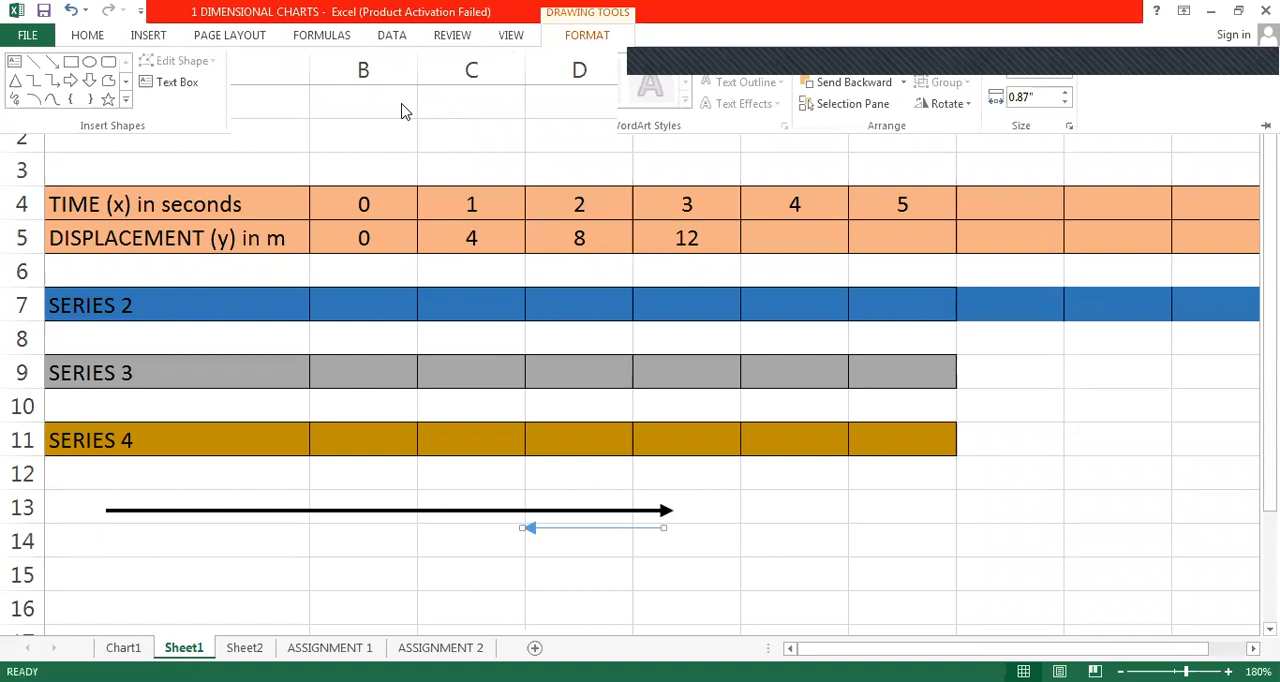 1 DIMENSIONAL CHARTS - Excel (Product Activation Failed)
DRAWING TOOLS
?
FILE HOME INSERT PAGE LAYOUT FORMULAS DATA REVIEW VIEW FORMAT Sign in
Edit Shape
Text Box
Insert Shapes
B C D
A
Text Outline
Text Effects
Send Backward
Selection Pane
Group
Rotate
0.87"
WordArt Styles
Arrange
Size
2
3
4 TIME (x) in seconds 0 1 2 3 4 5
5 DISPLACEMENT (y) in m 0 4 8 12
6
7 SERIES 2
8
9 SERIES 3
10
11 SERIES 4
12
13
14
15
16
Chart1 Sheet1 Sheet2 ASSIGNMENT 1 ASSIGNMENT 2
READY 180%